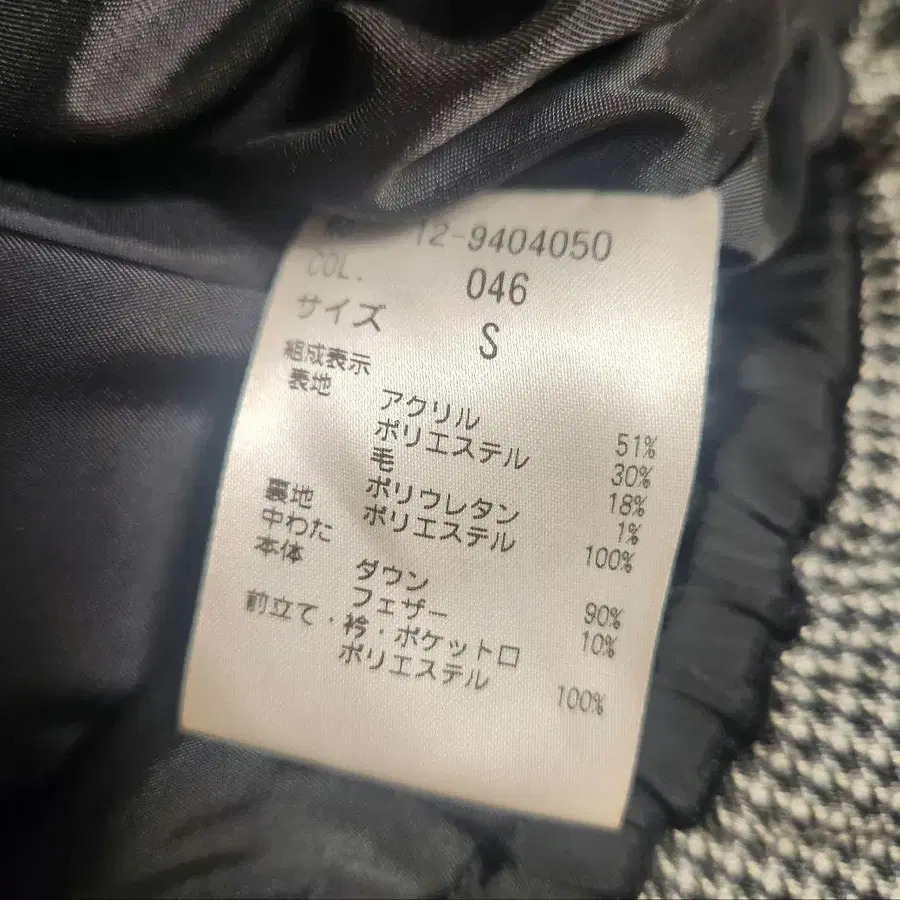 12-9404050
COL. 046
サイズ S
組成表示
表地 アクリル 51%
ポリエステル 30%
毛 18%
ポリウレタン 1%
裏地 ポリエステル 100%
中わた
本体 ダウン 90%
フェザー 10%
前立て・衿・ポケット口
ポリエステル 100%